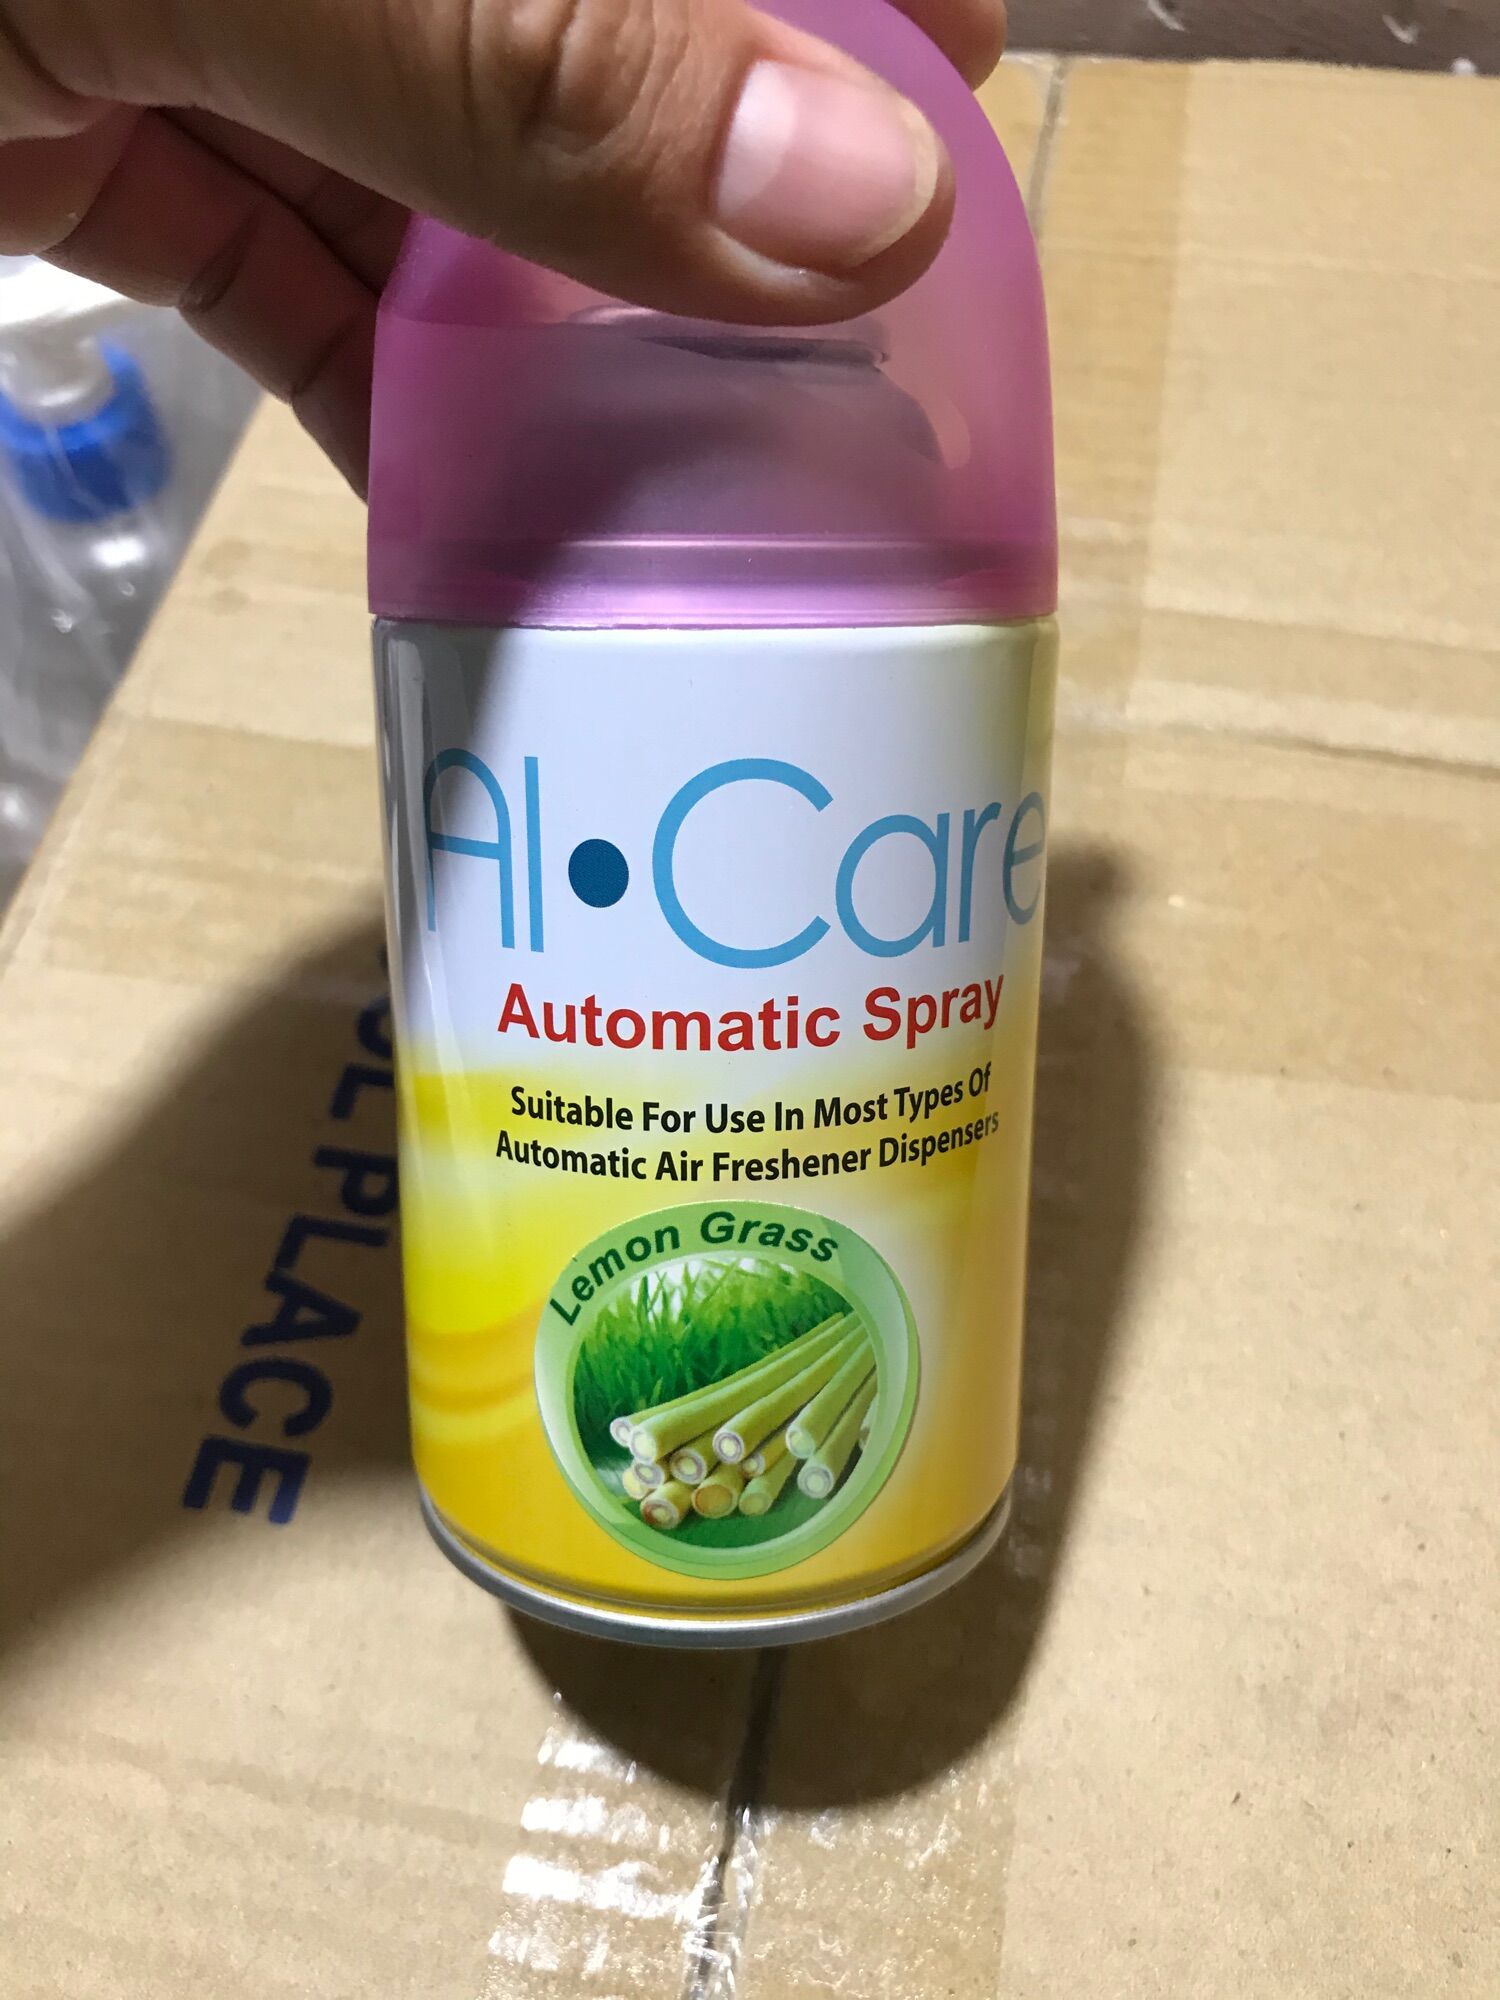 Al•Care
Automatic Spray
Suitable For Use In Most Types Of
Automatic Air Freshener Dispensers
Lemon Grass
PLACE